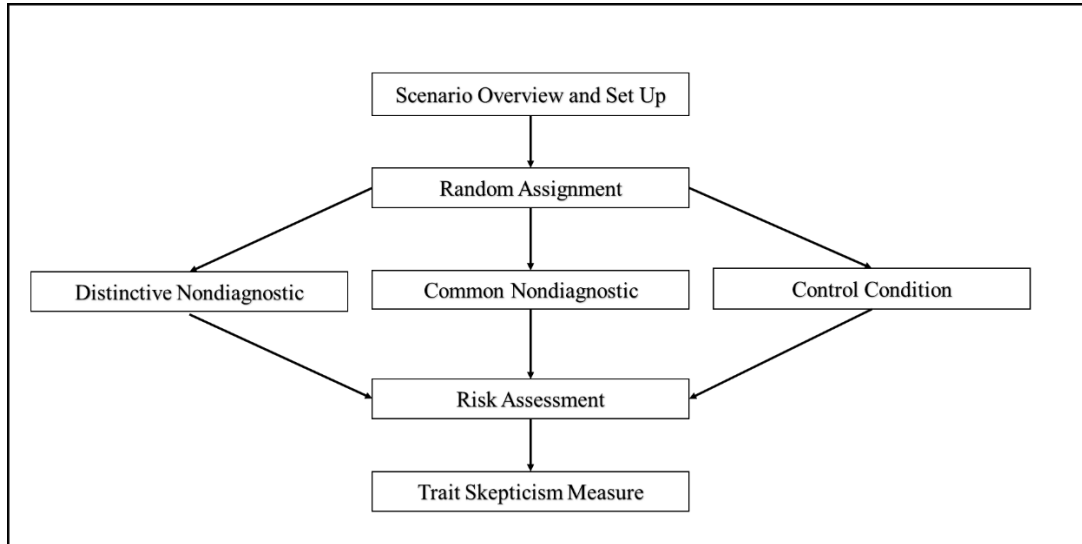 Scenario Overview and Set Up
Random Assignment
Distinctive Nondiagnostic
Common Nondiagnostic
Control Condition
Risk Assessment
Trait Skepticism Measure